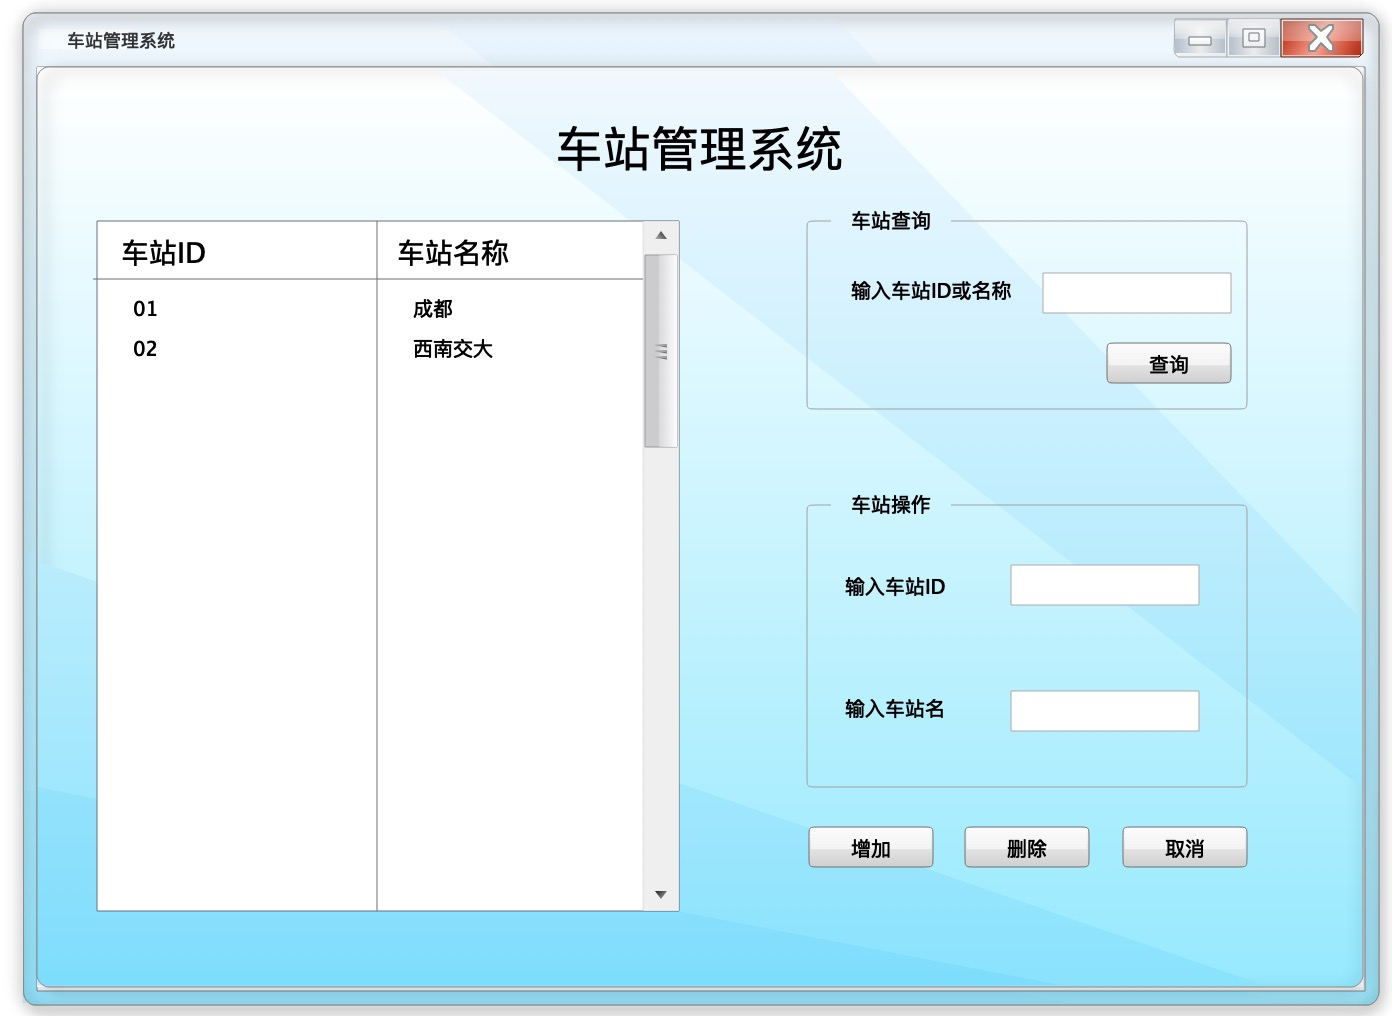 车站管理系统
车站管理系统
车站ID 车站名称
01 成都
02 西南交大
车站查询
输入车站ID或名称
查询
车站操作
输入车站ID
输入车站名
增加 删除 取消